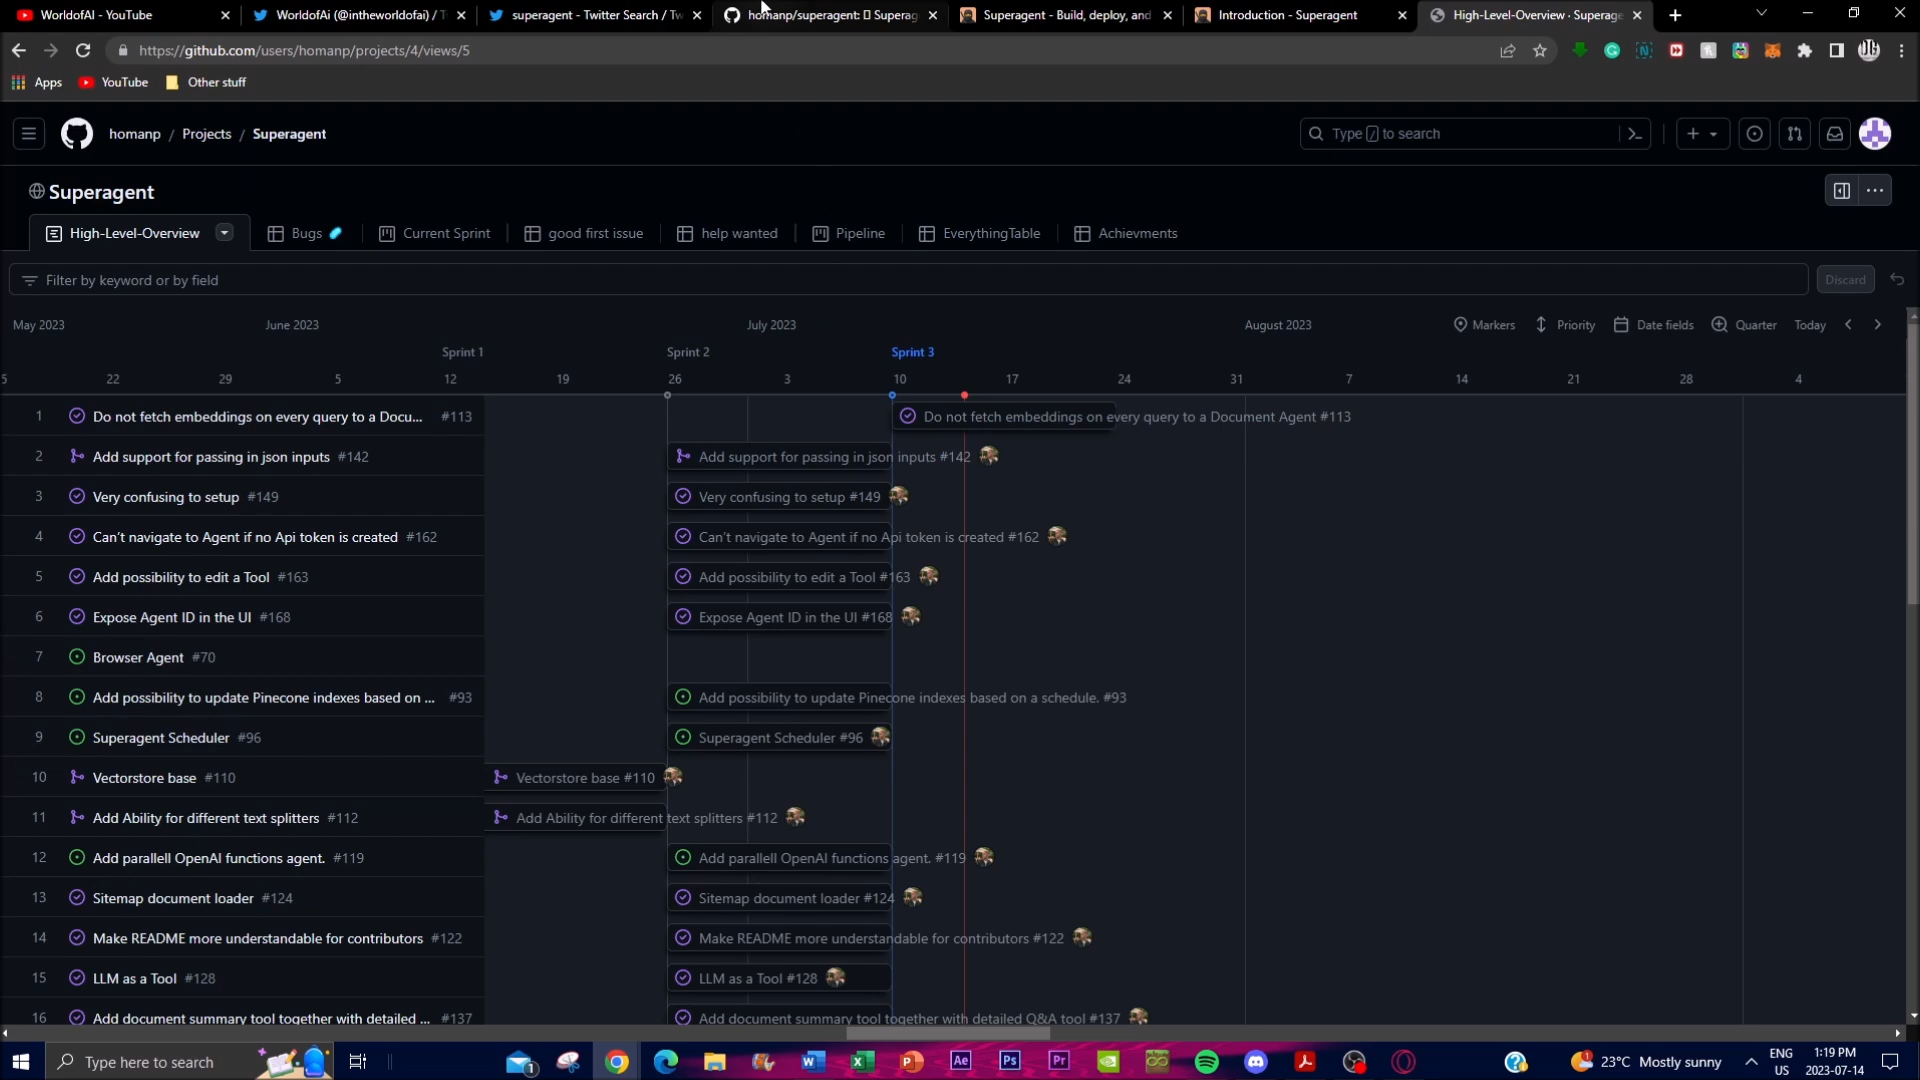 WorldofAI - YouTube
WorldofAi (@intheworldofai) / T
superagent - Twitter Search / Tw
homanp/superagent: Superag
Superagent - Build, deploy, and
Introduction - Superagent
High-Level-Overview · Superage
https://github.com/users/homanp/projects/4/views/5
Apps
YouTube
Other stuff
homanp / Projects / Superagent
Type / to search
Superagent
High-Level-Overview
Bugs
Current Sprint
good first issue
help wanted
Pipeline
EverythingTable
Achievments
Filter by keyword or by field
Discard
May 2023
June 2023
July 2023
August 2023
Markers
Priority
Date fields
Quarter
Today
Sprint 1
Sprint 2
Sprint 3
5 22 29 5 12 19 26 3 10 17 24 31 7 14 21 28 4
1 Do not fetch embeddings on every query to a Docu... #113
Do not fetch embeddings on every query to a Document Agent #113
2 Add support for passing in json inputs #142
Add support for passing in json inputs #142
3 Very confusing to setup #149
Very confusing to setup #149
4 Can't navigate to Agent if no Api token is created #162
Can't navigate to Agent if no Api token is created #162
5 Add possibility to edit a Tool #163
Add possibility to edit a Tool #163
6 Expose Agent ID in the UI #168
Expose Agent ID in the UI #168
7 Browser Agent #70
8 Add possibility to update Pinecone indexes based on ... #93
Add possibility to update Pinecone indexes based on a schedule. #93
9 Superagent Scheduler #96
Superagent Scheduler #96
10 Vectorstore base #110
Vectorstore base #110
11 Add Ability for different text splitters #112
Add Ability for different text splitters #112
12 Add parallell OpenAI functions agent. #119
Add parallell OpenAI functions agent. #119
13 Sitemap document loader #124
Sitemap document loader #124
14 Make README more understandable for contributors #122
Make README more understandable for contributors #122
15 LLM as a Tool #128
LLM as a Tool #128
16 Add document summary tool together with detailed ... #137
Add document summary tool together with detailed Q&A tool #137
Type here to search
1
W
Ae
Ps
Pr
1
23°C Mostly sunny
ENG
US
1:19 PM
2023-07-14